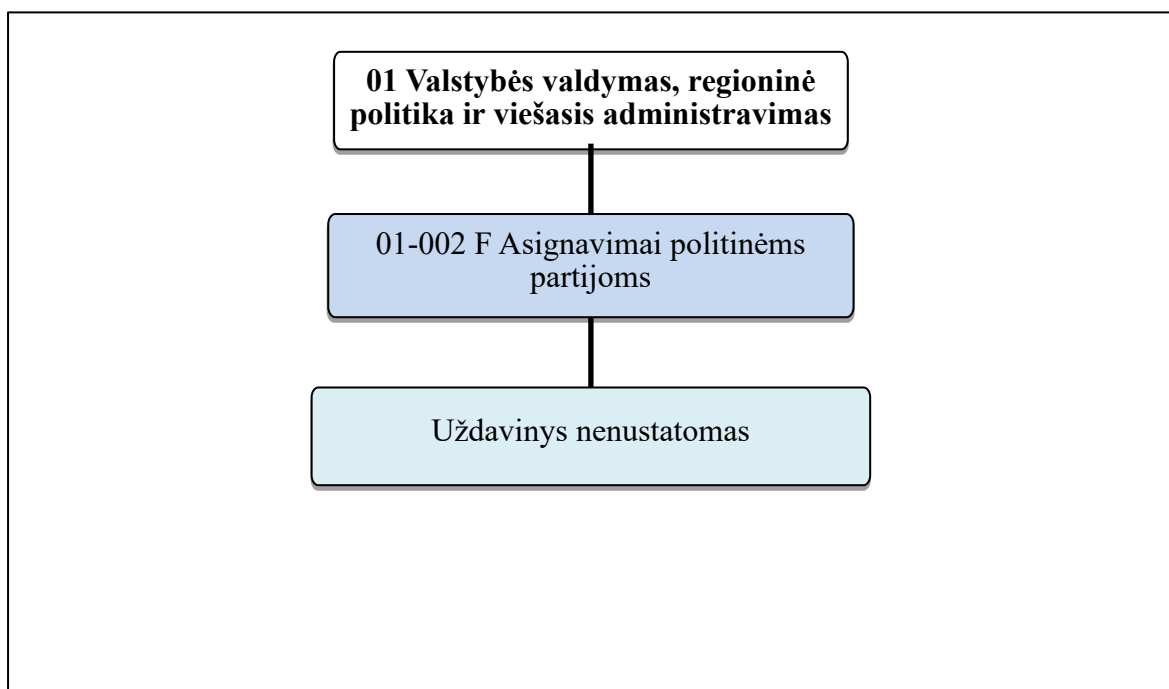 01 Valstybės valdymas, regioninė
politika ir viešasis administravimas
01-002 F Asignavimai politinėms
partijoms
Uždavinys nenustatomas